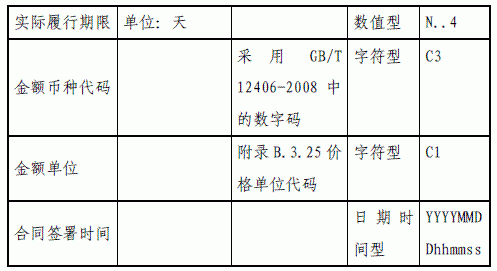 实际履行期限 单位: 天 数值型 N..4
金额币种代码 采用 GB/T 12406-2008 中的数字码 字符型 C3
金额单位 附录 B.3.25 价格单位代码 字符型 C1
合同签署时间 日期时间型 YYYYMMDDhhmmss